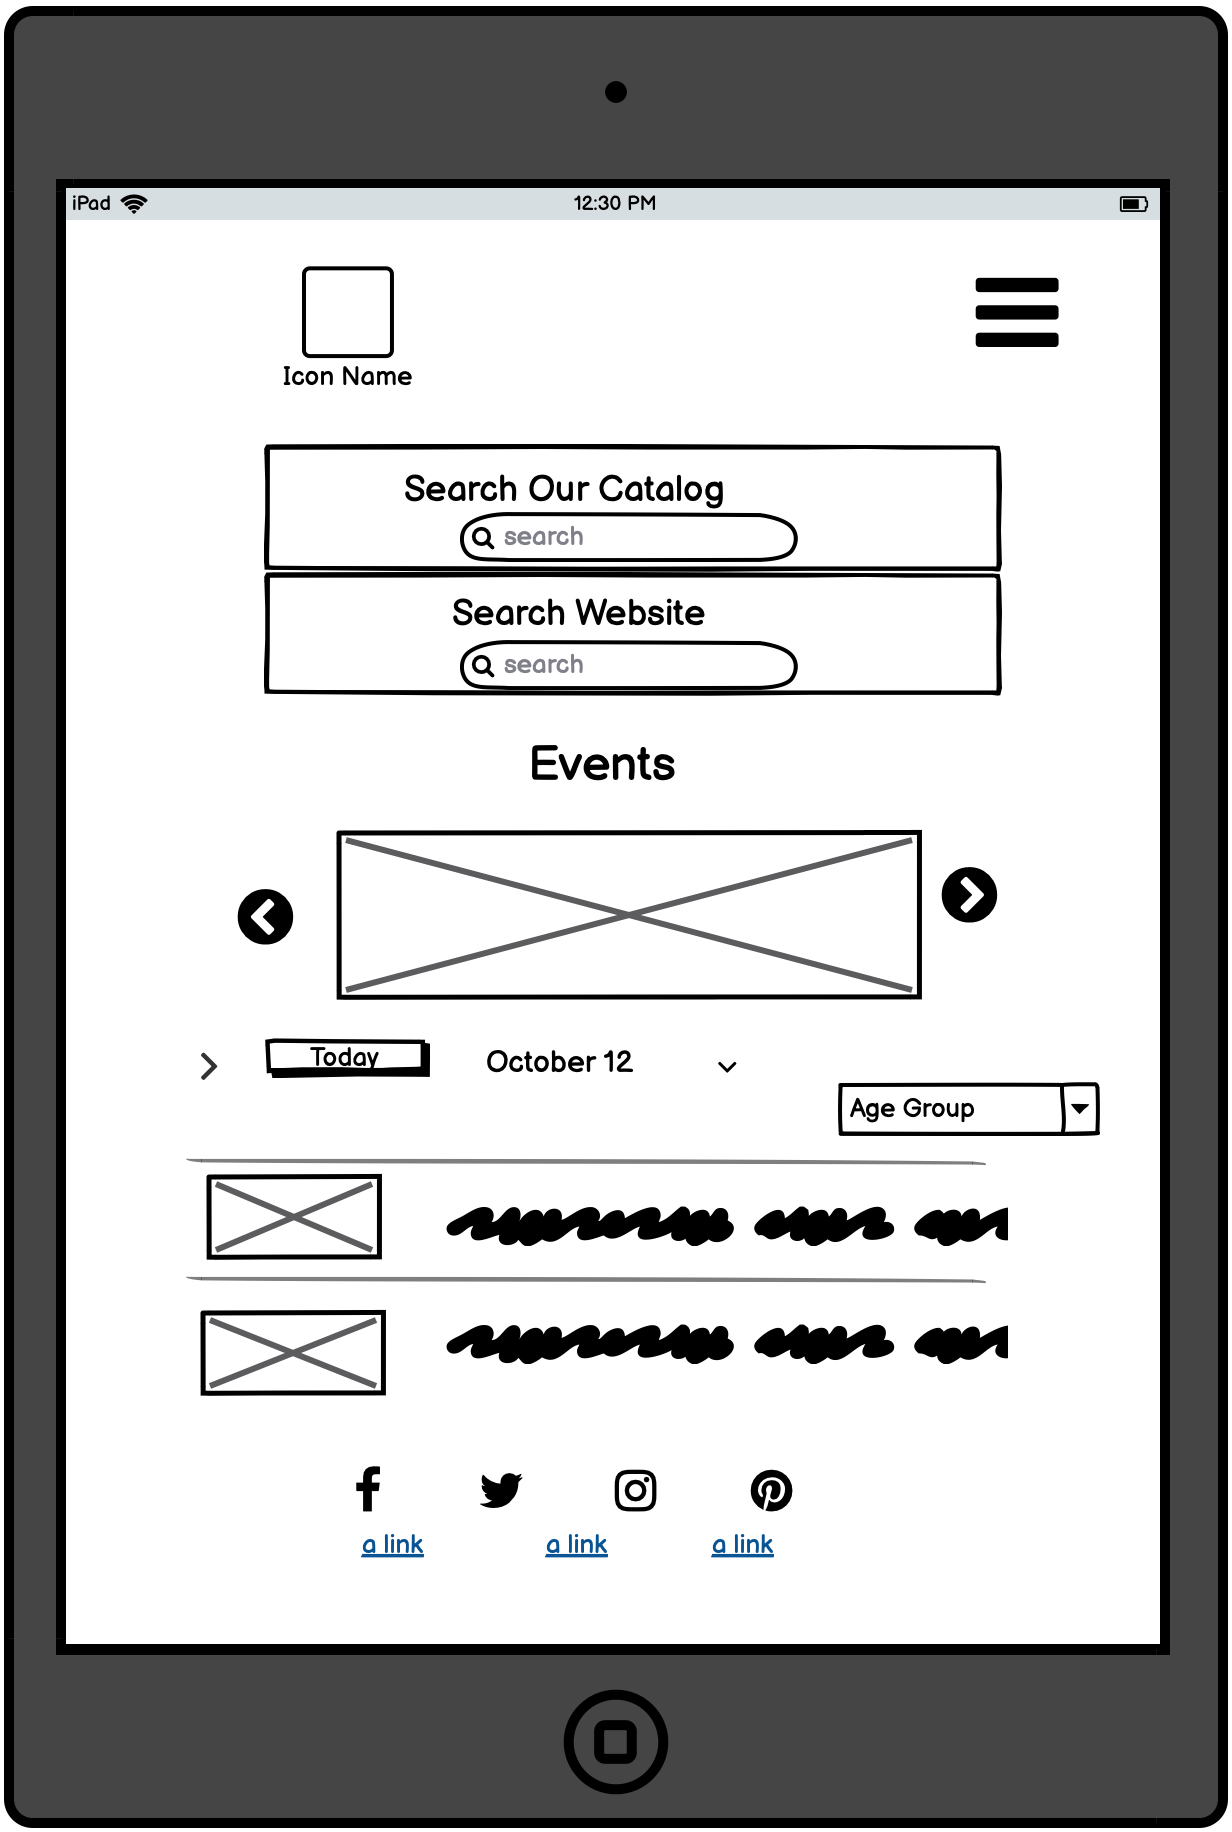 iPad 12:30 PM
Icon Name
Search Our Catalog
search
Search Website
search
Events
Today October 12
Age Group
a link a link a link